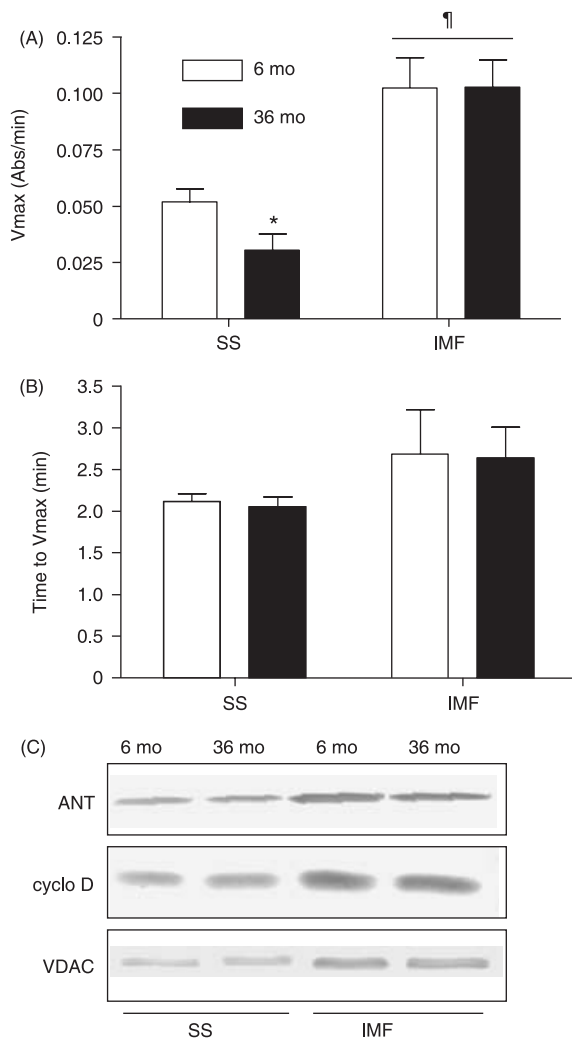 (A)
Vmax (Abs/min)
0.125
0.100
0.075
0.050
0.025
0
6 mo
36 mo
*
¶
SS
IMF
(B)
Time to Vmax (min)
3.5
3.0
2.5
2.0
1.5
1.0
0.5
0
SS
IMF
(C)
6 mo 36 mo 6 mo 36 mo
ANT
cyclo D
VDAC
SS IMF